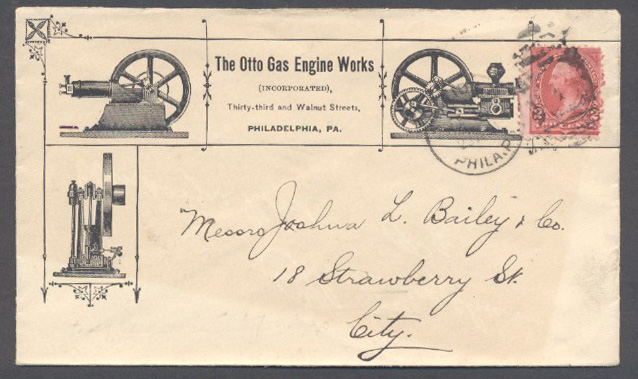 The Otto Gas Engine Works
(INCORPORATED),
Thirty-third and Walnut Streets,
PHILADELPHIA, PA.
PHILA.P
Messrs Joshua L. Bailey & Co.
18 Strawberry St.
City.